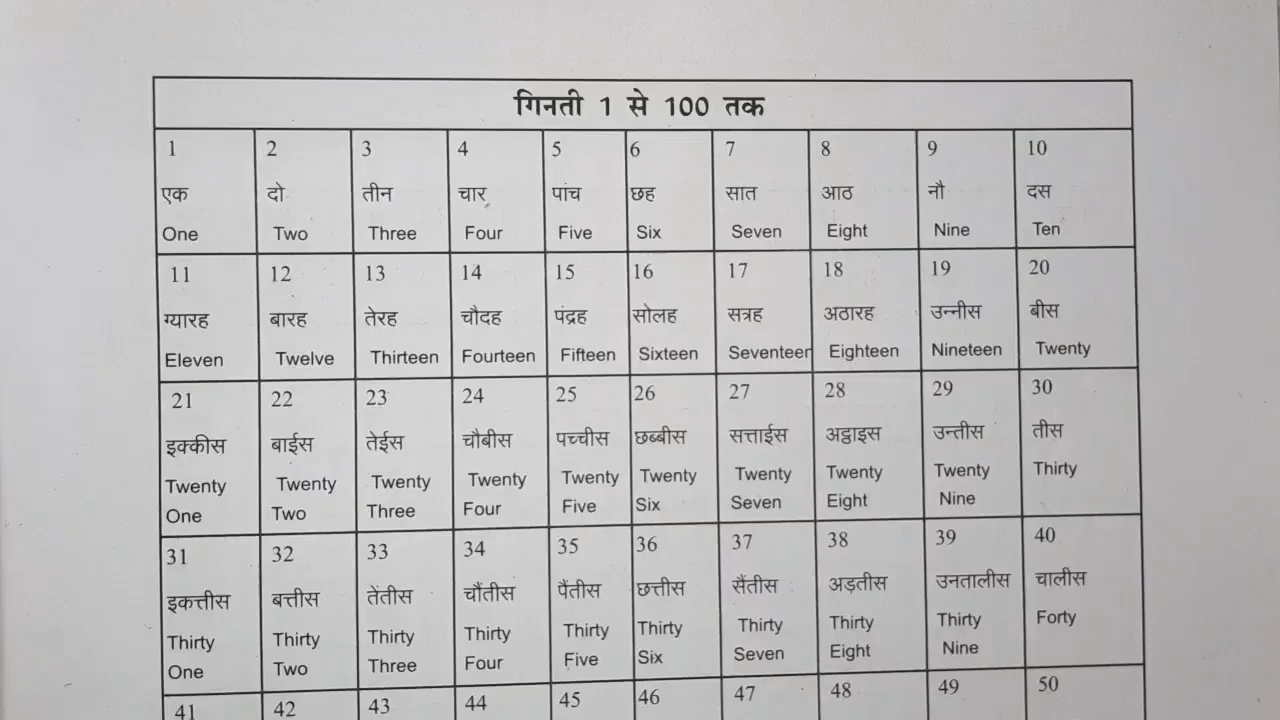 गिनती 1 से 100 तक
1 2 3 4 5 6 7 8 9 10
एक दो तीन चार पांच छह सात आठ नौ दस
One Two Three Four Five Six Seven Eight Nine Ten
11 12 13 14 15 16 17 18 19 20
ग्यारह बारह तेरह चौदह पंद्रह सोलह सत्रह अठारह उन्नीस बीस
Eleven Twelve Thirteen Fourteen Fifteen Sixteen Seventeen Eighteen Nineteen Twenty
21 22 23 24 25 26 27 28 29 30
इक्कीस बाईस तेईस चौबीस पच्चीस छब्बीस सत्ताईस अट्ठाइस उन्तीस तीस
Twenty Twenty Twenty Twenty Twenty Twenty Twenty Twenty Twenty Thirty
One Two Three Four Five Six Seven Eight Nine
31 32 33 34 35 36 37 38 39 40
इकत्तीस बत्तीस तेंतीस चौंतीस पैंतीस छत्तीस सैंतीस अड़तीस उनतालीस चालीस
Thirty Thirty Thirty Thirty Thirty Thirty Thirty Thirty Thirty Forty
One Two Three Four Five Six Seven Eight Nine
41 42 43 44 45 46 47 48 49 50